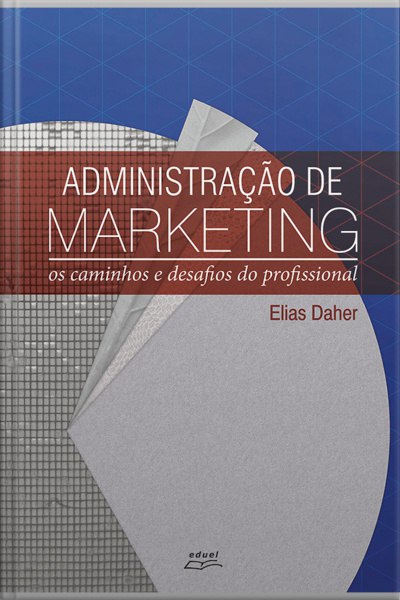 ADMINISTRAÇÃO DE
MARKETING
os caminhos e desafios do profissional
Elias Daher
eduel